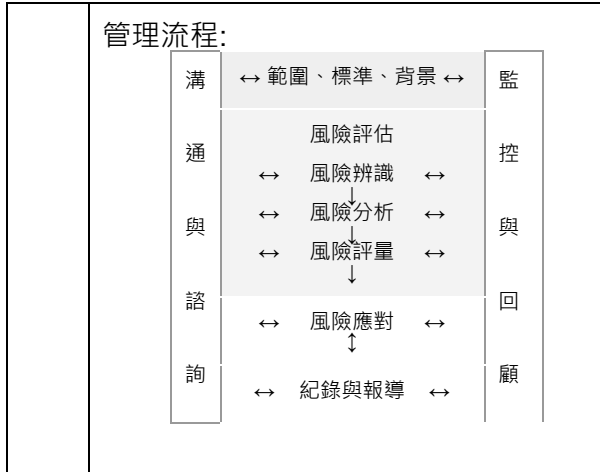 管理流程:
溝通與諮詢
↔ 範圍、標準、背景 ↔
風險評估
↔ 風险辨識 ↔
↓
↔ 風險分析 ↔
↓
↔ 風險評量 ↔
↓
↔ 風險應對 ↔
↕
↔ 紀錄與報導 ↔
監控與回顧